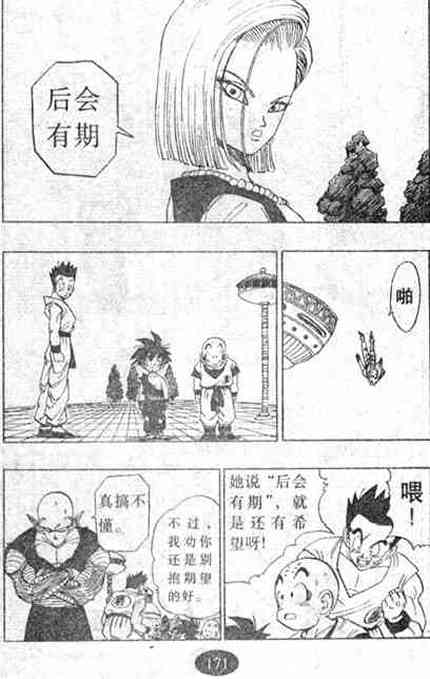 后会
有期
啪
喂！
她说“后会
有期”，就
是还有希
望呀!
不过，
我劝你
还是别
抱期望
的好。
真搞不
懂。
171